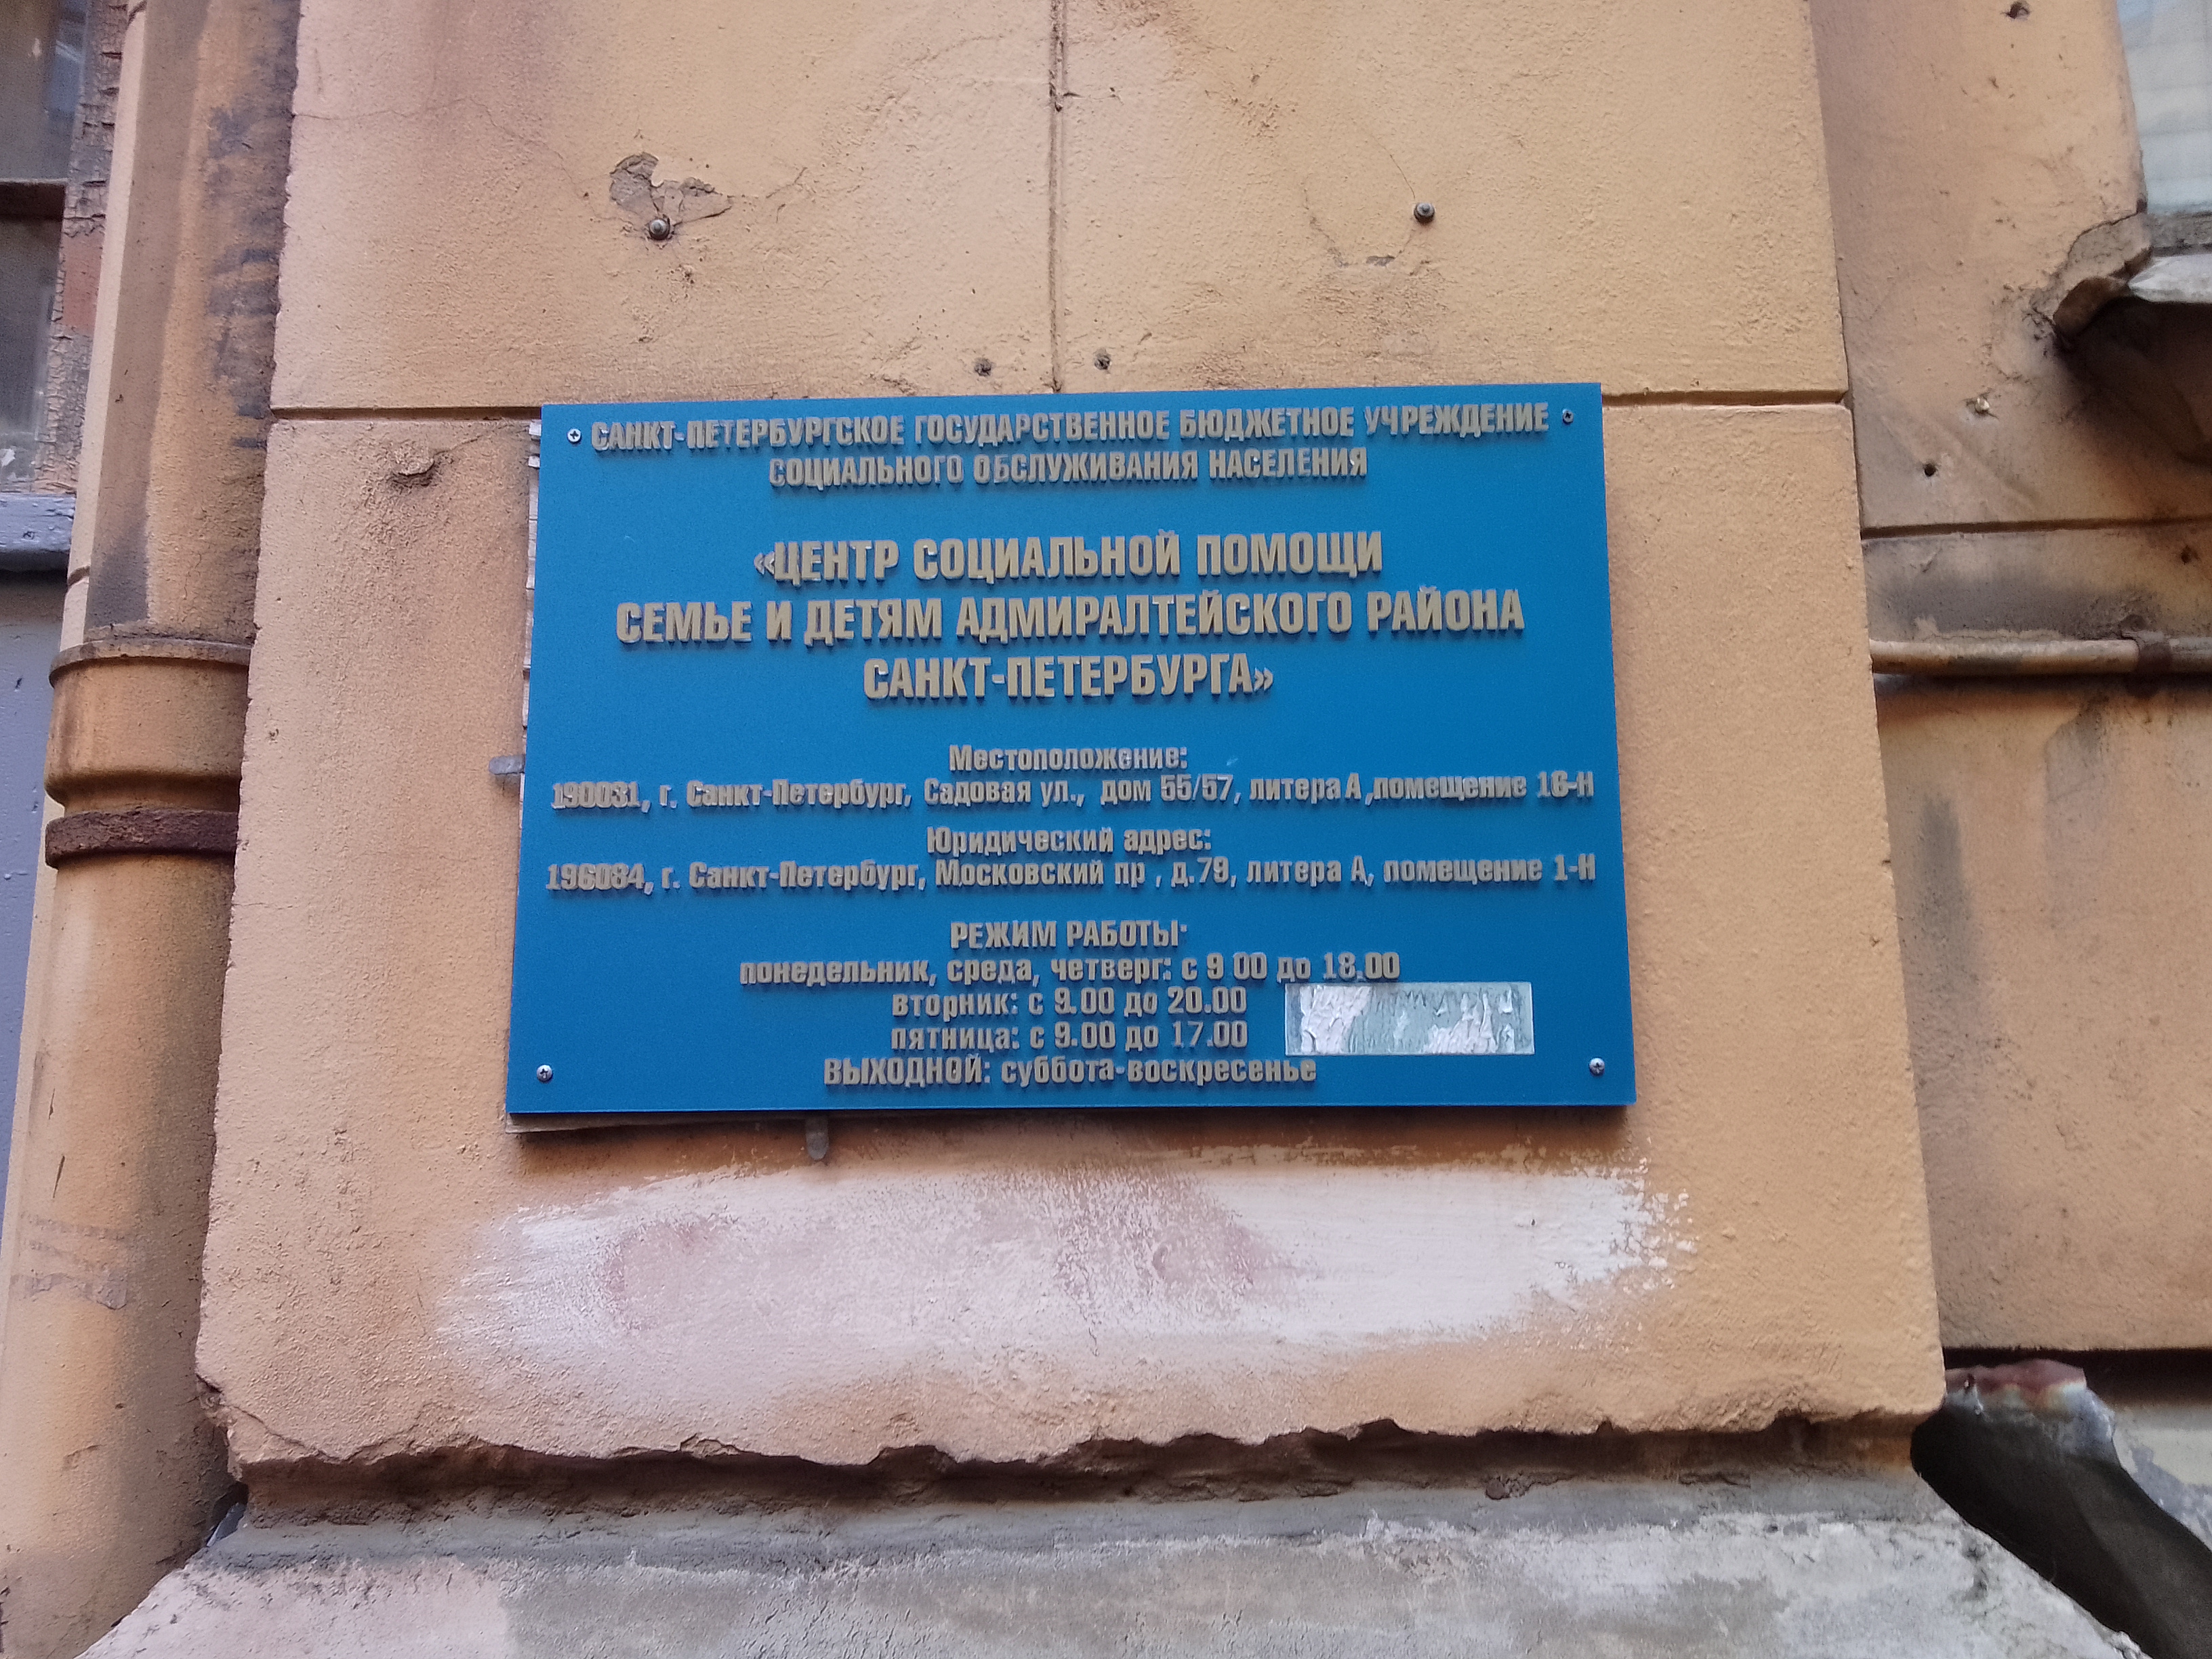 САНКТ-ПЕТЕРБУРГСКОЕ ГОСУДАРСТВЕННОЕ БЮДЖЕТНОЕ УЧРЕЖДЕНИЕ
СОЦИАЛЬНОГО ОБСЛУЖИВАНИЯ НАСЕЛЕНИЯ
«ЦЕНТР СОЦИАЛЬНОЙ ПОМОЩИ
СЕМЬЕ И ДЕТЯМ АДМИРАЛТЕЙСКОГО РАЙОНА
САНКТ-ПЕТЕРБУРГА»
Местоположение:
190031, г. Санкт-Петербург, Садовая ул., дом 55/57, литера А,помещение 16-Н
Юридический адрес:
196084, г. Санкт-Петербург, Московский пр , д.79, литера А, помещение 1-Н
РЕЖИМ РАБОТЫ·
понедельник, среда, четверг: с 9 00 до 18.00
вторник: с 9.00 до 20.00
пятница: с 9.00 до 17.00
ВЫХОДНОЙ: суббота-воскресенье